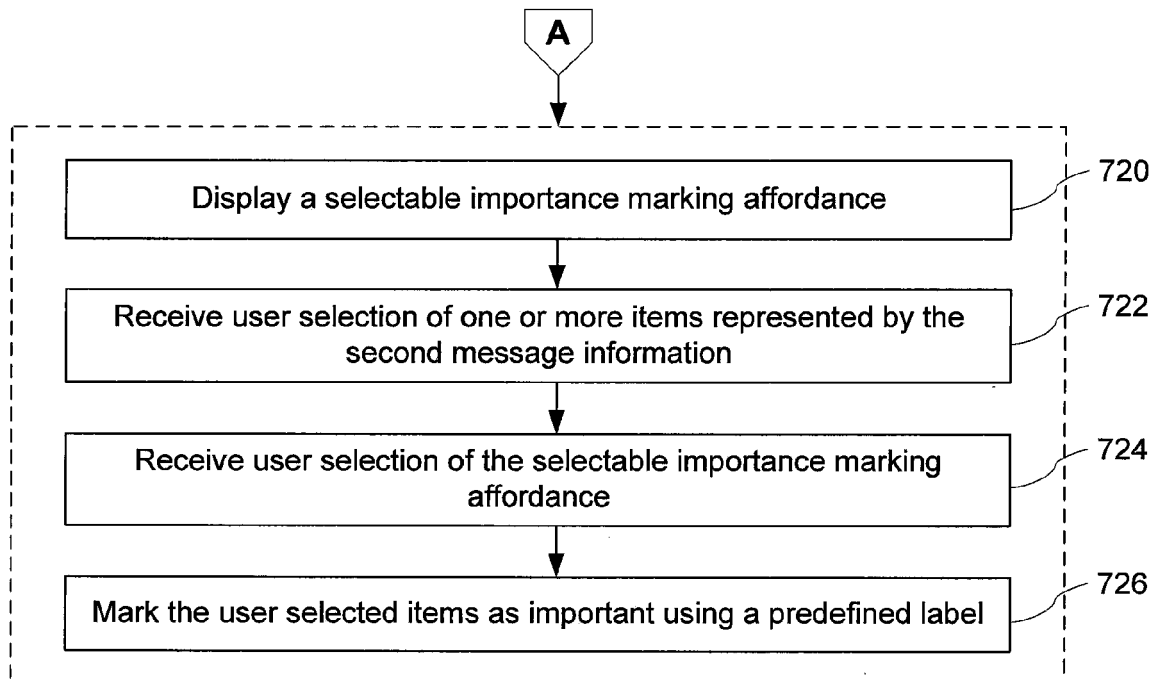 A
Display a selectable importance marking affordance
720
Receive user selection of one or more items represented by the
second message information
722
Receive user selection of the selectable importance marking
affordance
724
Mark the user selected items as important using a predefined label
726